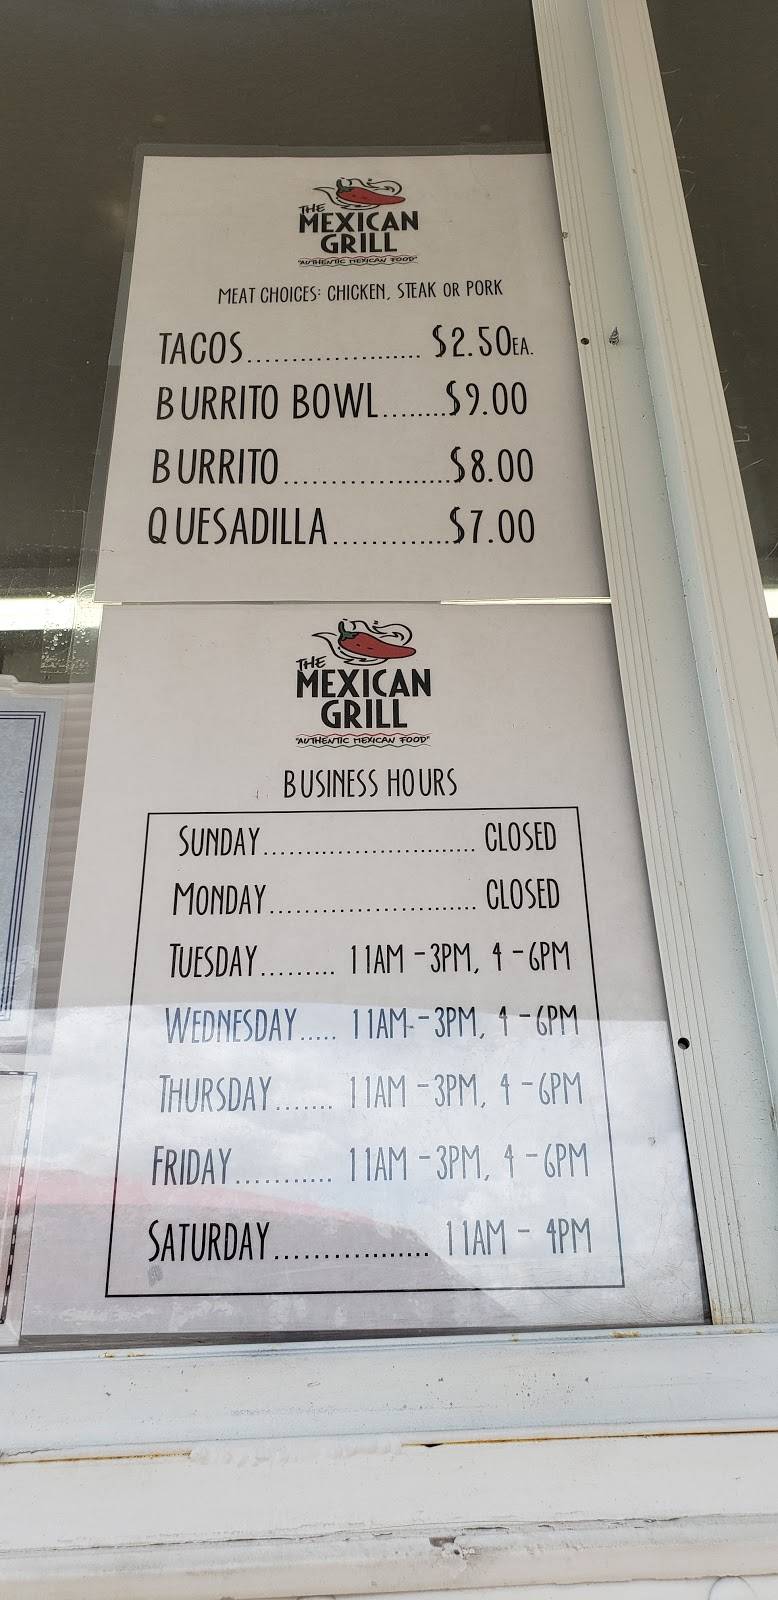 THE
MEXICAN
GRILL
"AUTHENTIC MEXICAN FOOD"
MEAT CHOICES: CHICKEN, STEAK OR PORK
TACOS.................... $2.50EA.
BURRITO BOWL.......$9.00
BURRITO...................$8.00
QUESADILLA.............$7.00
THE
MEXICAN
GRILL
"AUTHENTIC MEXICAN FOOD"
BUSINESS HOURS
SUNDAY.......................... CLOSED
MONDAY......................... CLOSED
TUESDAY......... 11AM - 3PM, 4 - 6PM
WEDNESDAY..... 11AM - 3PM, 4 - 6PM
THURSDAY....... 11AM - 3PM, 4 - 6PM
FRIDAY............ 11AM - 3PM, 4 - 6PM
SATURDAY................. 11AM - 4PM